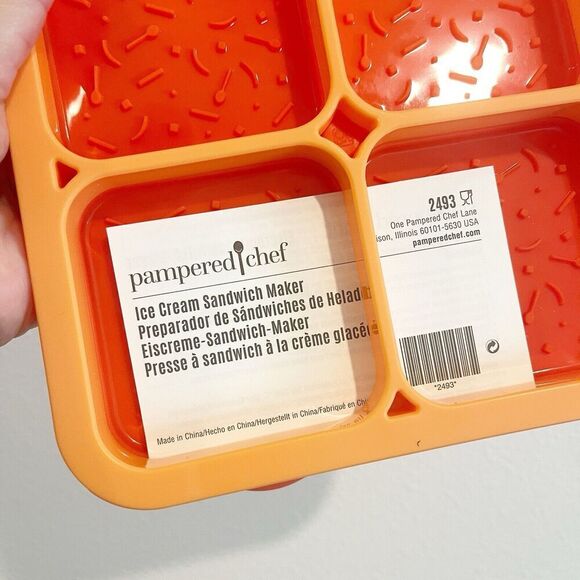 pampered chef
Ice Cream Sandwich Maker
Preparador de Sándwiches de Helad
Eiscreme-Sandwich-Maker
Presse à sandwich à la crème glacé
Made in China/Hecho en China/Hergestellt in China/Fabriqué en
2493
One Pampered Chef Lane
ison, Illinois 60101-5630 USA
pamperedchef.com
*2493*